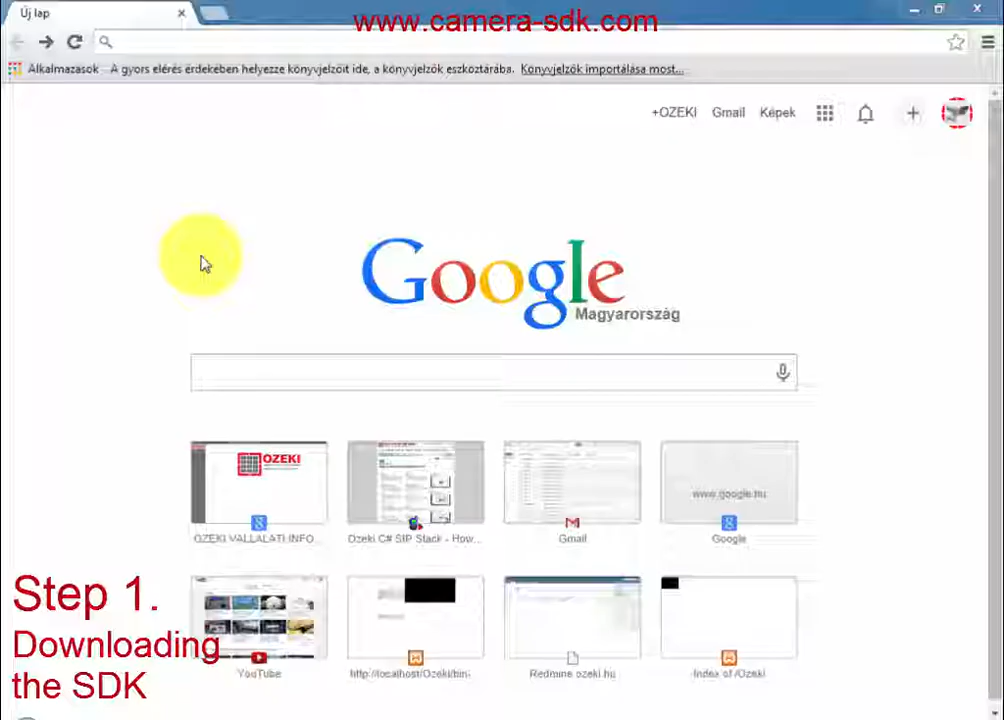 Új lap
www.camera-sdk.com
Alkalmazások
A gyors elérés érdekében helyezze könyvjelzőit ide, a könyvjelzők eszköztárába.
Könyvjelzők importálása most...
+OZEKI
Gmail
Képek
Google
Magyarország
OZEKI
www.google.hu
OZEKI VÁLLALATI INFO...
Ozeki C# SIP Stack - How...
Gmail
Google
Step 1.
Downloading
the SDK
YouTube
http://localhost/Ozeki/bin-
Redmine ozeki.hu
Index of /Ozeki